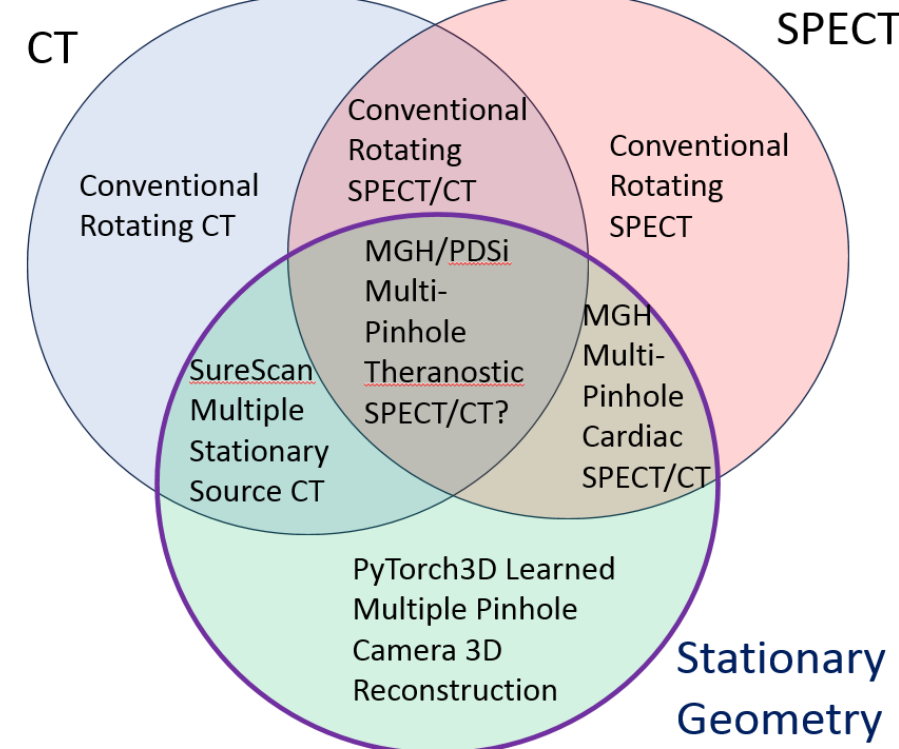 CT
SPECT
Conventional
Rotating
SPECT/CT
Conventional
Rotating CT
Conventional
Rotating
SPECT
MGH/PDSi
Multi-
Pinhole
Theranostic
SPECT/CT?
SureScan
Multiple
Stationary
Source CT
MGH
Multi-
Pinhole
Cardiac
SPECT/CT
PyTorch3D Learned
Multiple Pinhole
Camera 3D
Reconstruction
Stationary
Geometry